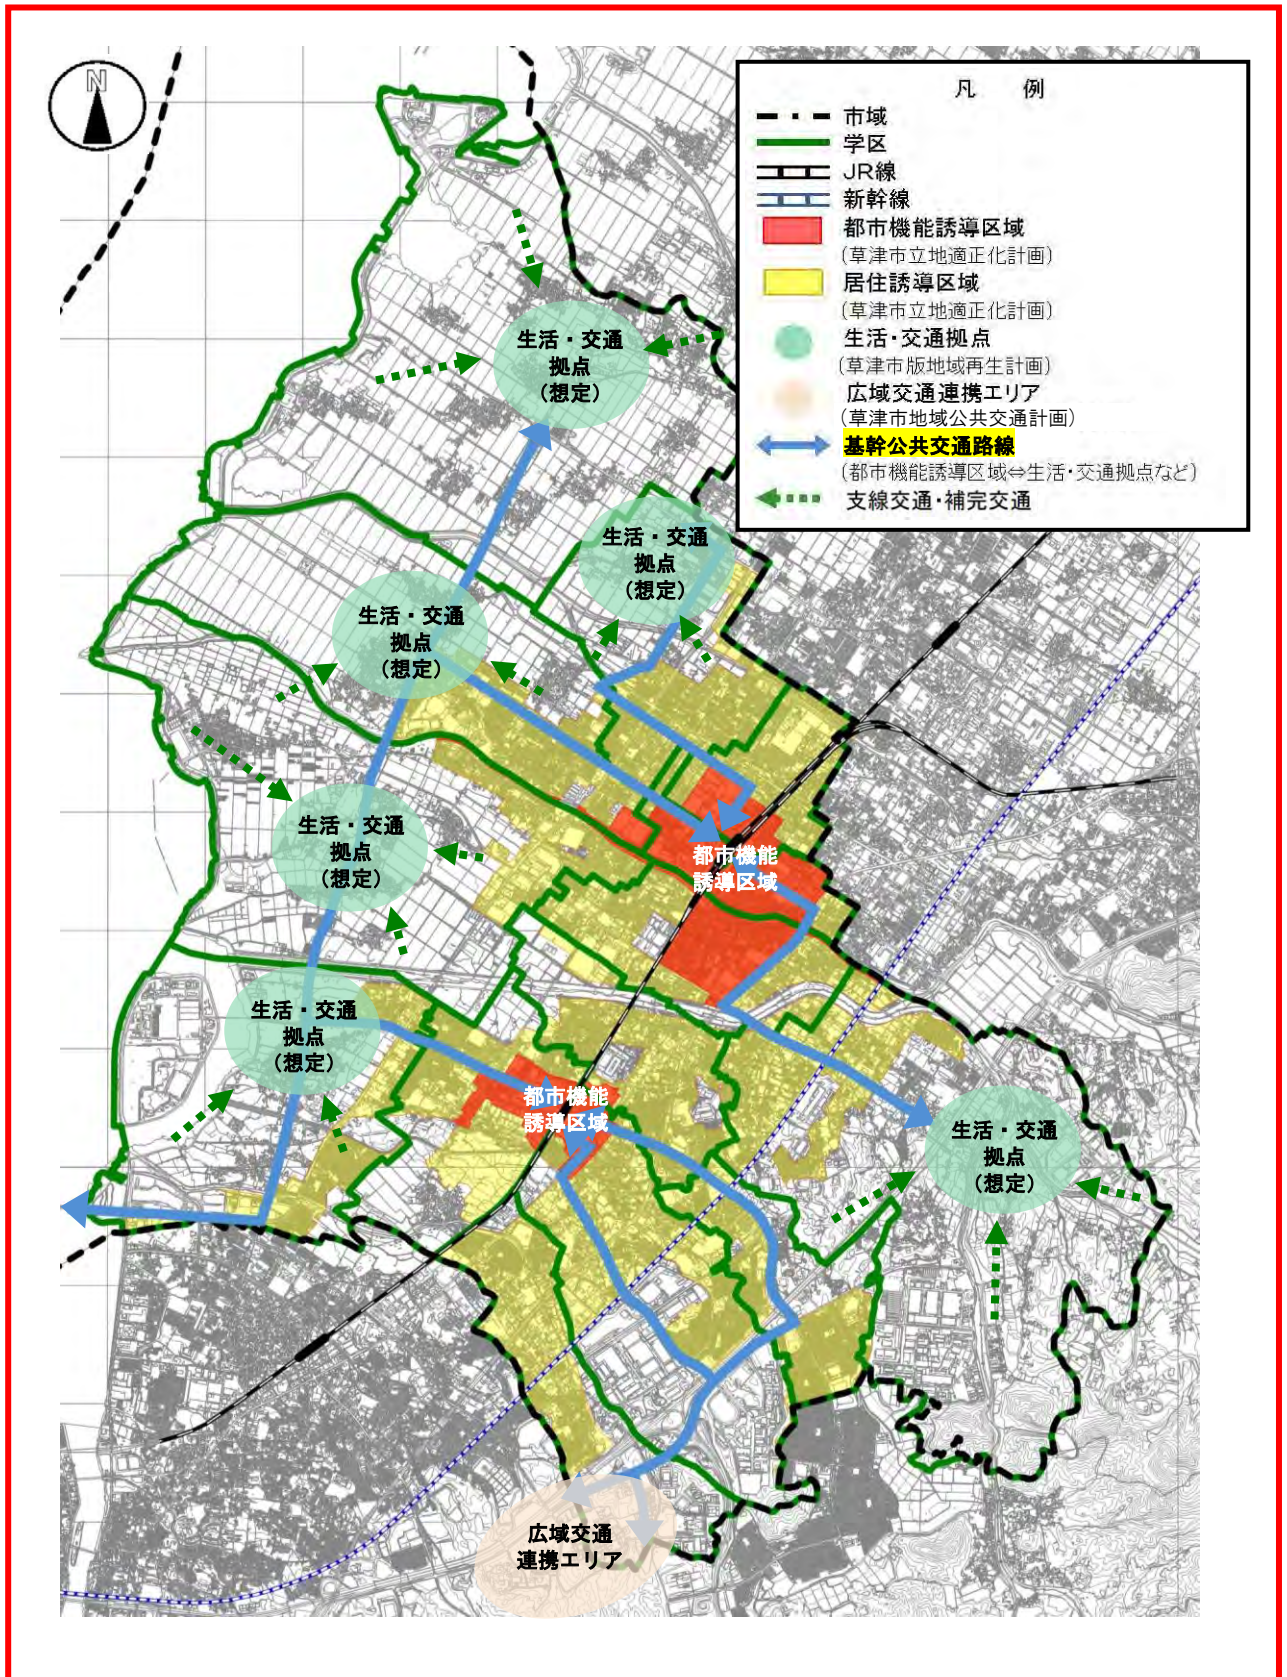 N
凡　例
市域
学区
JR線
新幹線
都市機能誘導区域
(草津市立地適正化計画)
居住誘導区域
(草津市立地適正化計画)
生活・交通拠点
(草津市版地域再生計画)
広域交通連携エリア
(草津市地域公共交通計画)
基幹公共交通路線
(都市機能誘導区域⇔生活・交通拠点など)
支線交通・補完交通
生活・交通
拠点
(想定)
生活・交通
拠点
(想定)
生活・交通
拠点
(想定)
生活・交通
拠点
(想定)
都市機能
誘導区域
生活・交通
拠点
(想定)
都市機能
誘導区域
生活・交通
拠点
(想定)
広域交通
連携エリア